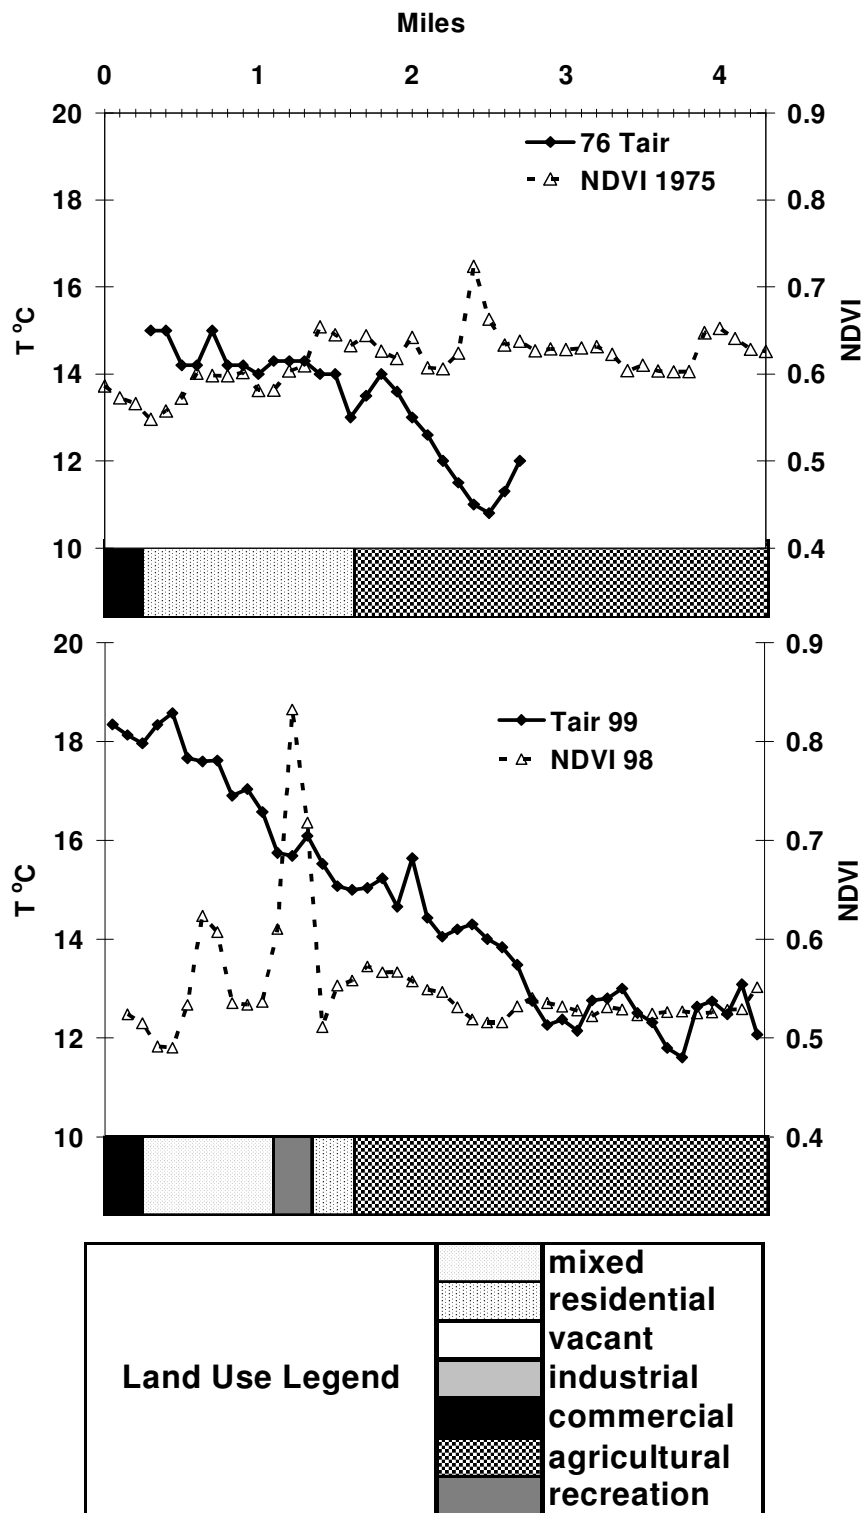 Miles
0 1 2 3 4
20 0.9
76 Tair
NDVI 1975
18 0.8
16 0.7
T °C
NDVI
14 0.6
12 0.5
10 0.4
20 0.9
Tair 99
NDVI 98
18 0.8
16 0.7
T °C
NDVI
14 0.6
12 0.5
10 0.4
Land Use Legend
mixed
residential
vacant
industrial
commercial
agricultural
recreation